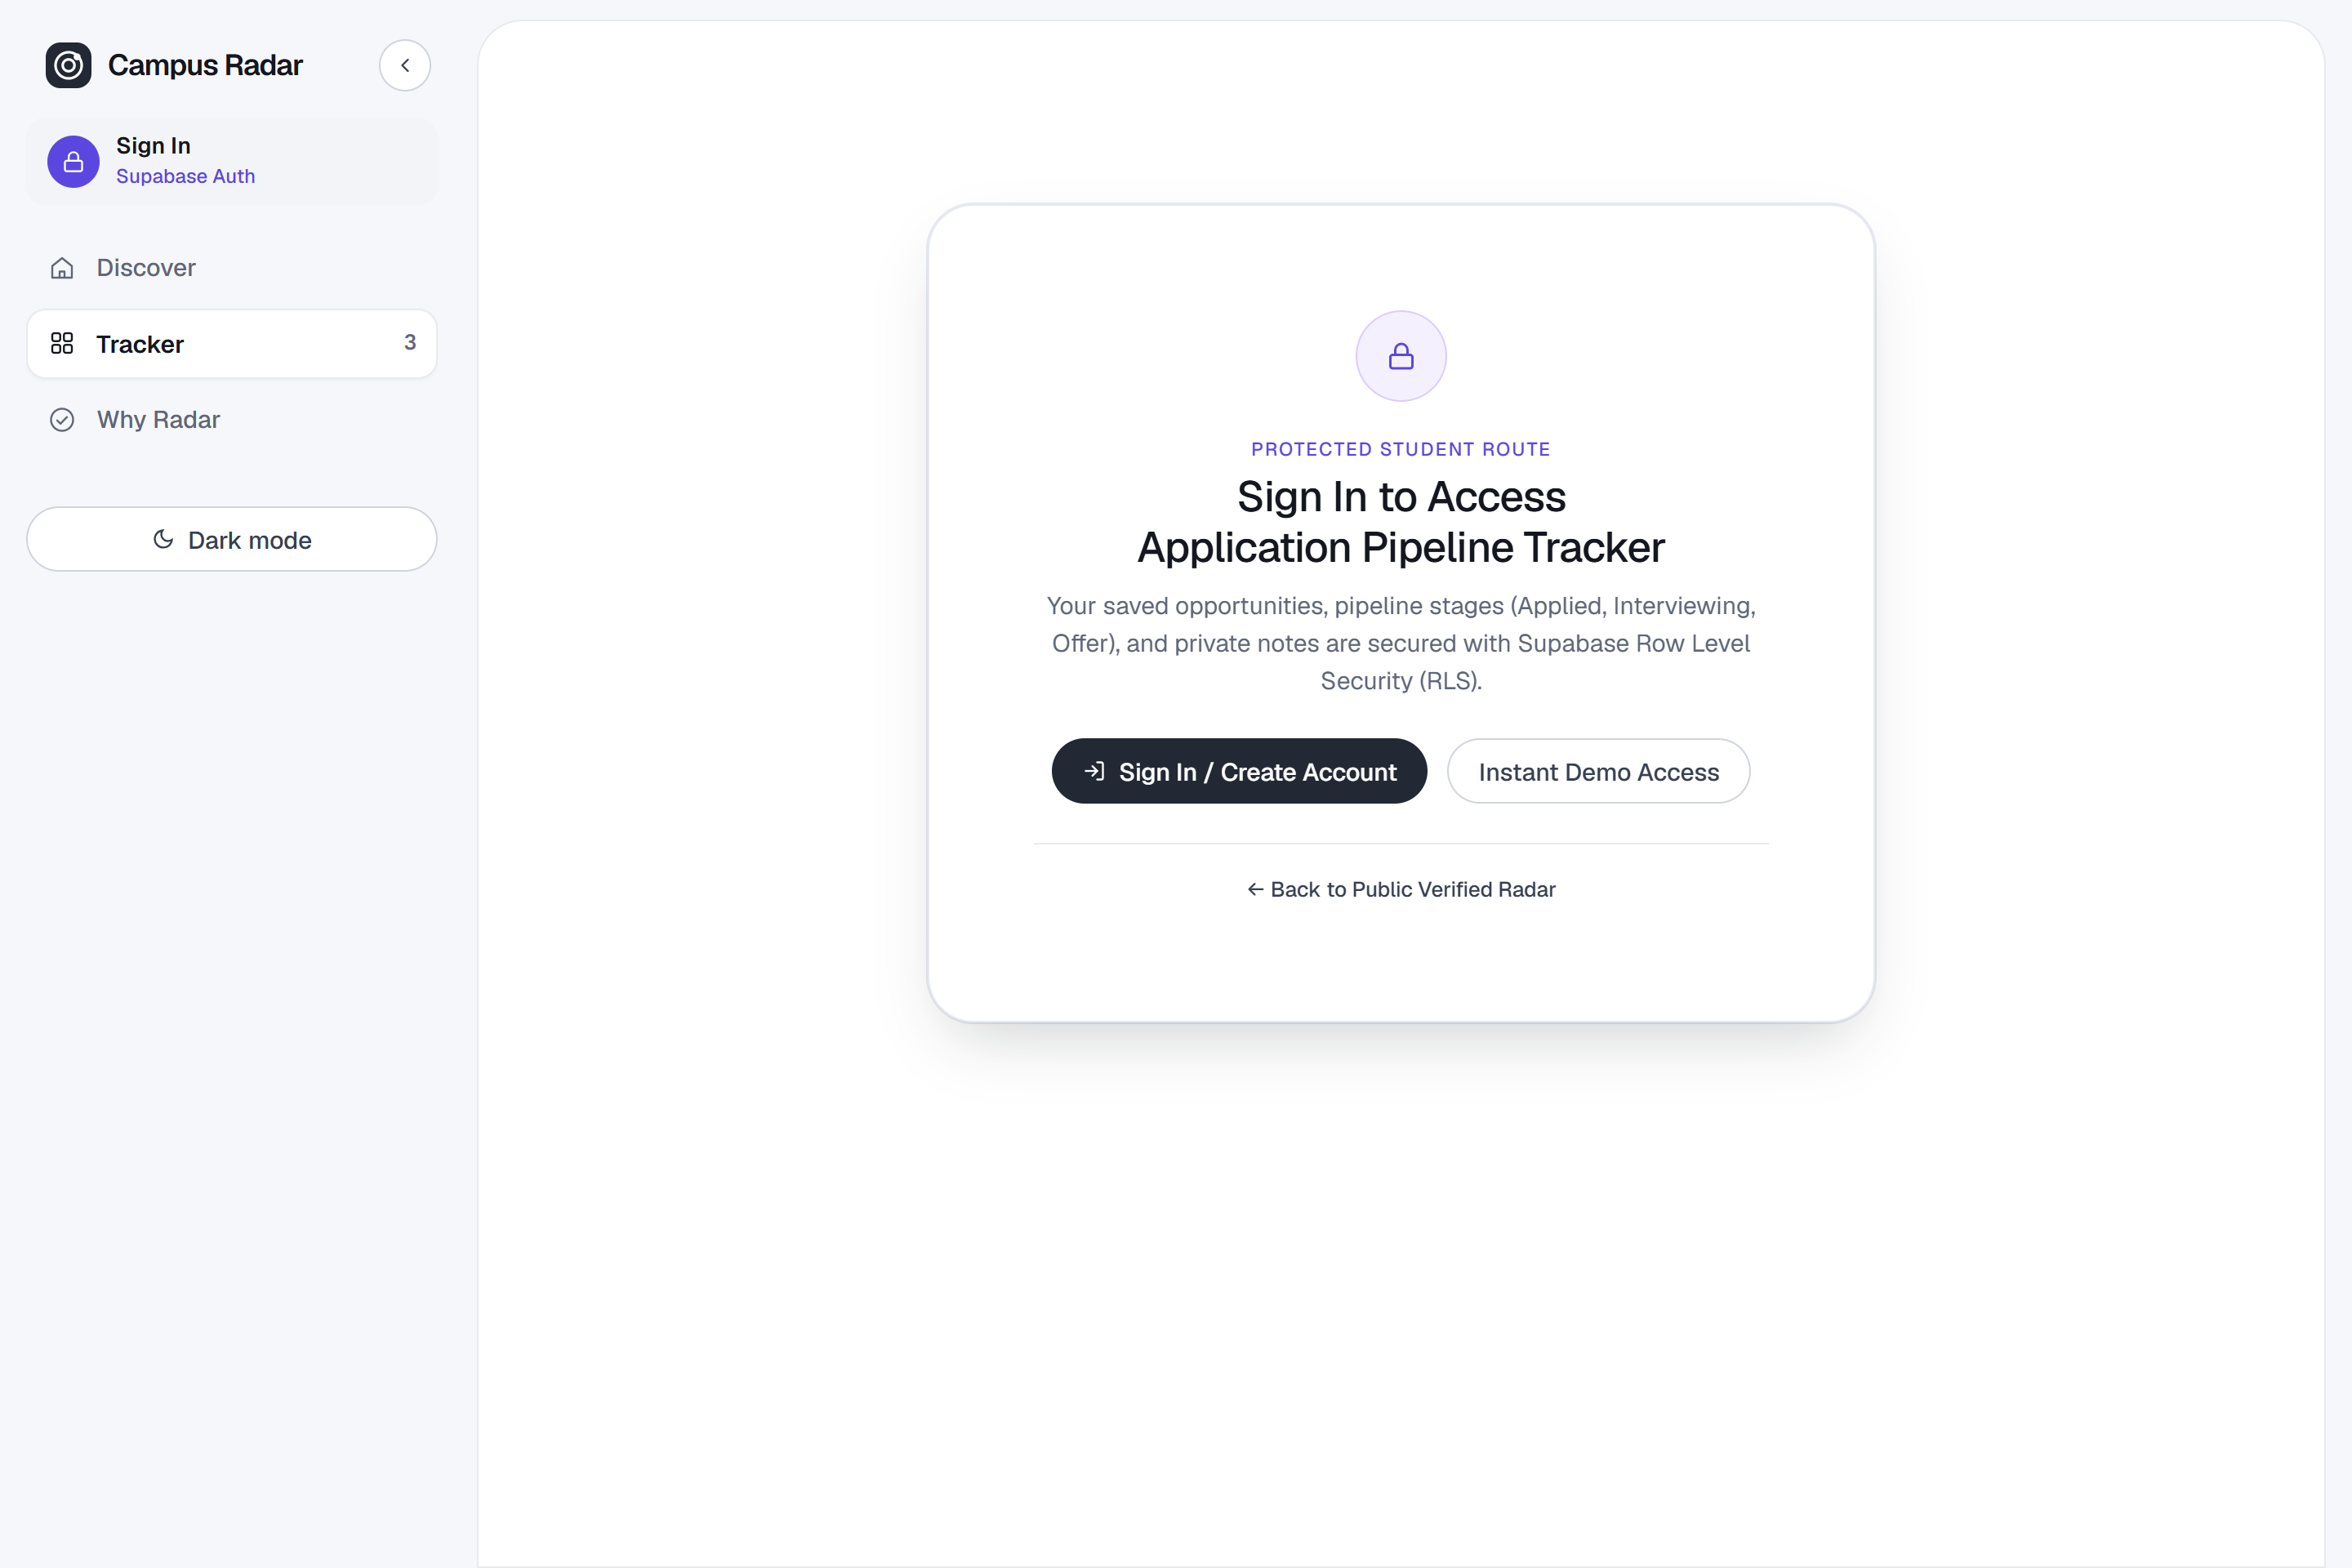 Campus Radar
Sign In
Supabase Auth
Discover
Tracker 3
Why Radar
Dark mode
PROTECTED STUDENT ROUTE
Sign In to Access
Application Pipeline Tracker
Your saved opportunities, pipeline stages (Applied, Interviewing,
Offer), and private notes are secured with Supabase Row Level
Security (RLS).
Sign In / Create Account
Instant Demo Access
← Back to Public Verified Radar